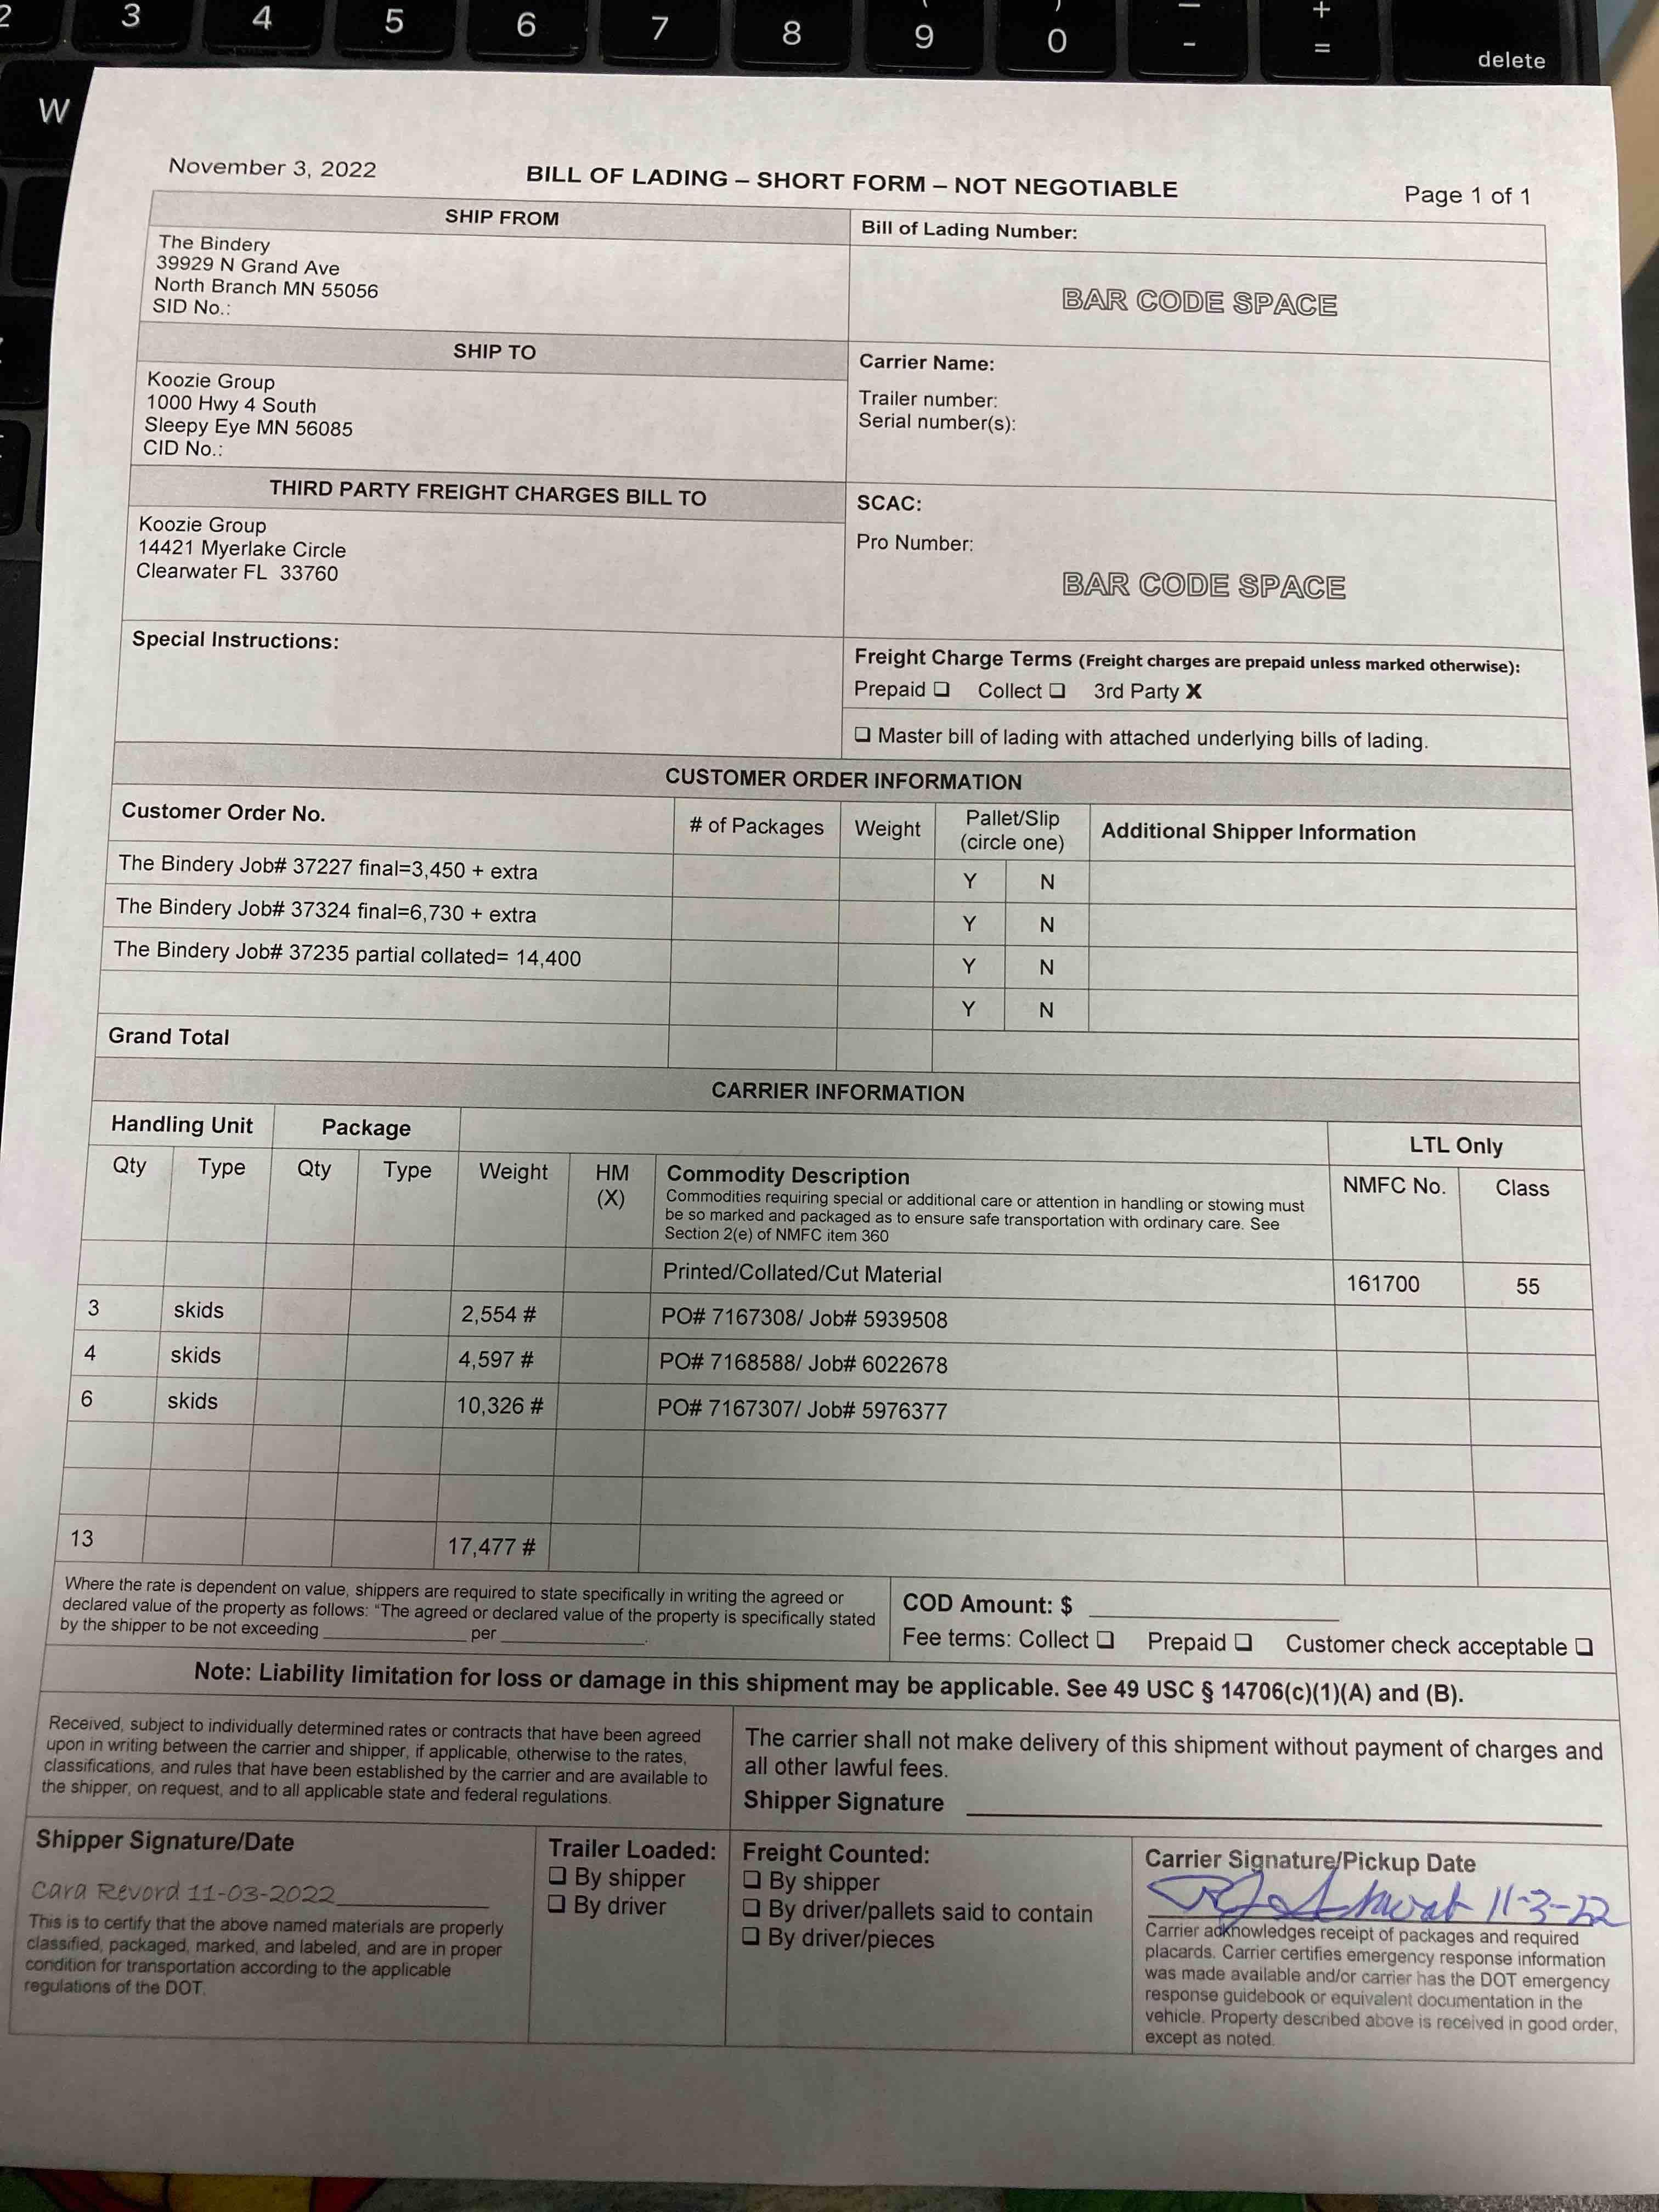 2 3 4 5 6 7 8 9 0 - + =
delete
W
November 3, 2022
BILL OF LADING – SHORT FORM – NOT NEGOTIABLE
Page 1 of 1
SHIP FROM
The Bindery
39929 N Grand Ave
North Branch MN 55056
SID No.:
Bill of Lading Number:
BAR CODE SPACE
SHIP TO
Koozie Group
1000 Hwy 4 South
Sleepy Eye MN 56085
CID No.:
Carrier Name:
Trailer number:
Serial number(s):
THIRD PARTY FREIGHT CHARGES BILL TO
Koozie Group
14421 Myerlake Circle
Clearwater FL 33760
SCAC:
Pro Number:
BAR CODE SPACE
Special Instructions:
Freight Charge Terms (Freight charges are prepaid unless marked otherwise):
Prepaid ❑ Collect ❑ 3rd Party X
❑ Master bill of lading with attached underlying bills of lading.
CUSTOMER ORDER INFORMATION
Customer Order No. # of Packages Weight Pallet/Slip (circle one) Additional Shipper Information
The Bindery Job# 37227 final=3,450 + extra Y N
The Bindery Job# 37324 final=6,730 + extra Y N
The Bindery Job# 37235 partial collated= 14,400 Y N
Y N
Grand Total
CARRIER INFORMATION
Handling Unit Package LTL Only
Qty Type Qty Type Weight HM (X) Commodity Description NMFC No. Class
Commodities requiring special or additional care or attention in handling or stowing must
be so marked and packaged as to ensure safe transportation with ordinary care. See
Section 2(e) of NMFC item 360
Printed/Collated/Cut Material 161700 55
3 skids 2,554 # PO# 7167308/ Job# 5939508
4 skids 4,597 # PO# 7168588/ Job# 6022678
6 skids 10,326 # PO# 7167307/ Job# 5976377
13 17,477 #
Where the rate is dependent on value, shippers are required to state specifically in writing the agreed or
declared value of the property as follows: "The agreed or declared value of the property is specifically stated
by the shipper to be not exceeding ____________ per ____________.
COD Amount: $ ____________
Fee terms: Collect ❑ Prepaid ❑ Customer check acceptable ❑
Note: Liability limitation for loss or damage in this shipment may be applicable. See 49 USC § 14706(c)(1)(A) and (B).
Received, subject to individually determined rates or contracts that have been agreed
upon in writing between the carrier and shipper, if applicable, otherwise to the rates,
classifications, and rules that have been established by the carrier and are available to
the shipper, on request, and to all applicable state and federal regulations.
The carrier shall not make delivery of this shipment without payment of charges and
all other lawful fees.
Shipper Signature ____________
Shipper Signature/Date
Cara Revord 11-03-2022
This is to certify that the above named materials are properly
classified, packaged, marked, and labeled, and are in proper
condition for transportation according to the applicable
regulations of the DOT.
Trailer Loaded:
❑ By shipper
❑ By driver
Freight Counted:
❑ By shipper
❑ By driver/pallets said to contain
❑ By driver/pieces
Carrier Signature/Pickup Date
11-3-22
Carrier acknowledges receipt of packages and required
placards. Carrier certifies emergency response information
was made available and/or carrier has the DOT emergency
response guidebook or equivalent documentation in the
vehicle. Property described above is received in good order,
except as noted.